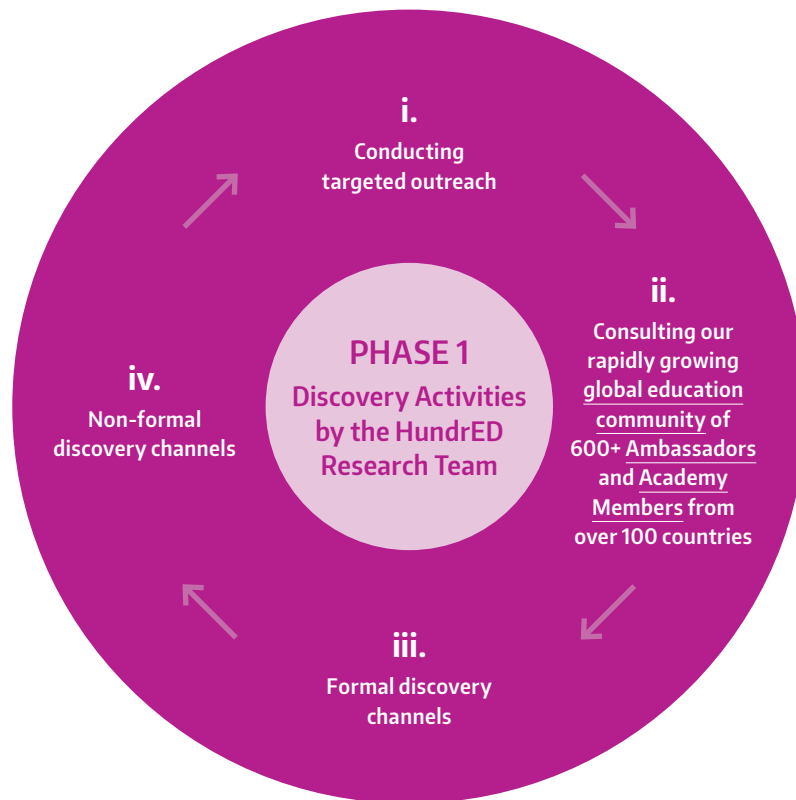 i.
Conducting
targeted outreach
ii.
Consulting our
rapidly growing
global education
community of
600+ Ambassadors
and Academy
Members from
over 100 countries
iii.
Formal discovery
channels
iv.
Non-formal
discovery channels
PHASE 1
Discovery Activities
by the HundrED
Research Team